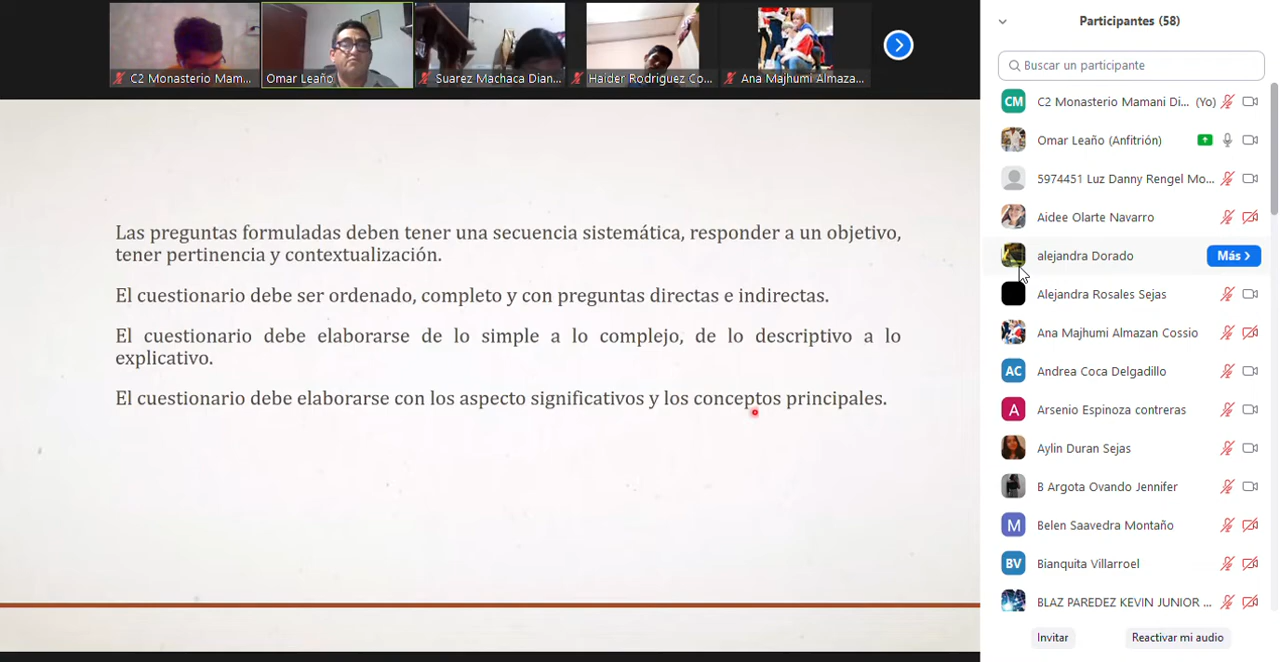 C2 Monasterio Mam...
Omar Leaño
Suarez Machaca Dian...
Haider Rodriguez Co...
Ana Majhumi Almaza...
Las preguntas formuladas deben tener una secuencia sistemática, responder a un objetivo,
tener pertinencia y contextualización.
El cuestionario debe ser ordenado, completo y con preguntas directas e indirectas.
El cuestionario debe elaborarse de lo simple a lo complejo, de lo descriptivo a lo
explicativo.
El cuestionario debe elaborarse con los aspecto significativos y los conceptos principales.
Participantes (58)
Buscar un participante
CM C2 Monasterio Mamani Di... (Yo)
Omar Leaño (Anfitrión)
5974451 Luz Danny Rengel Mo...
Aidee Olarte Navarro
alejandra Dorado Más
Alejandra Rosales Sejas
Ana Majhumi Almazan Cossio
AC Andrea Coca Delgadillo
A Arsenio Espinoza contreras
Aylin Duran Sejas
B Argota Ovando Jennifer
M Belen Saavedra Montaño
BV Bianquita Villarroel
BLAZ PAREDEZ KEVIN JUNIOR ...
Invitar Reactivar mi audio